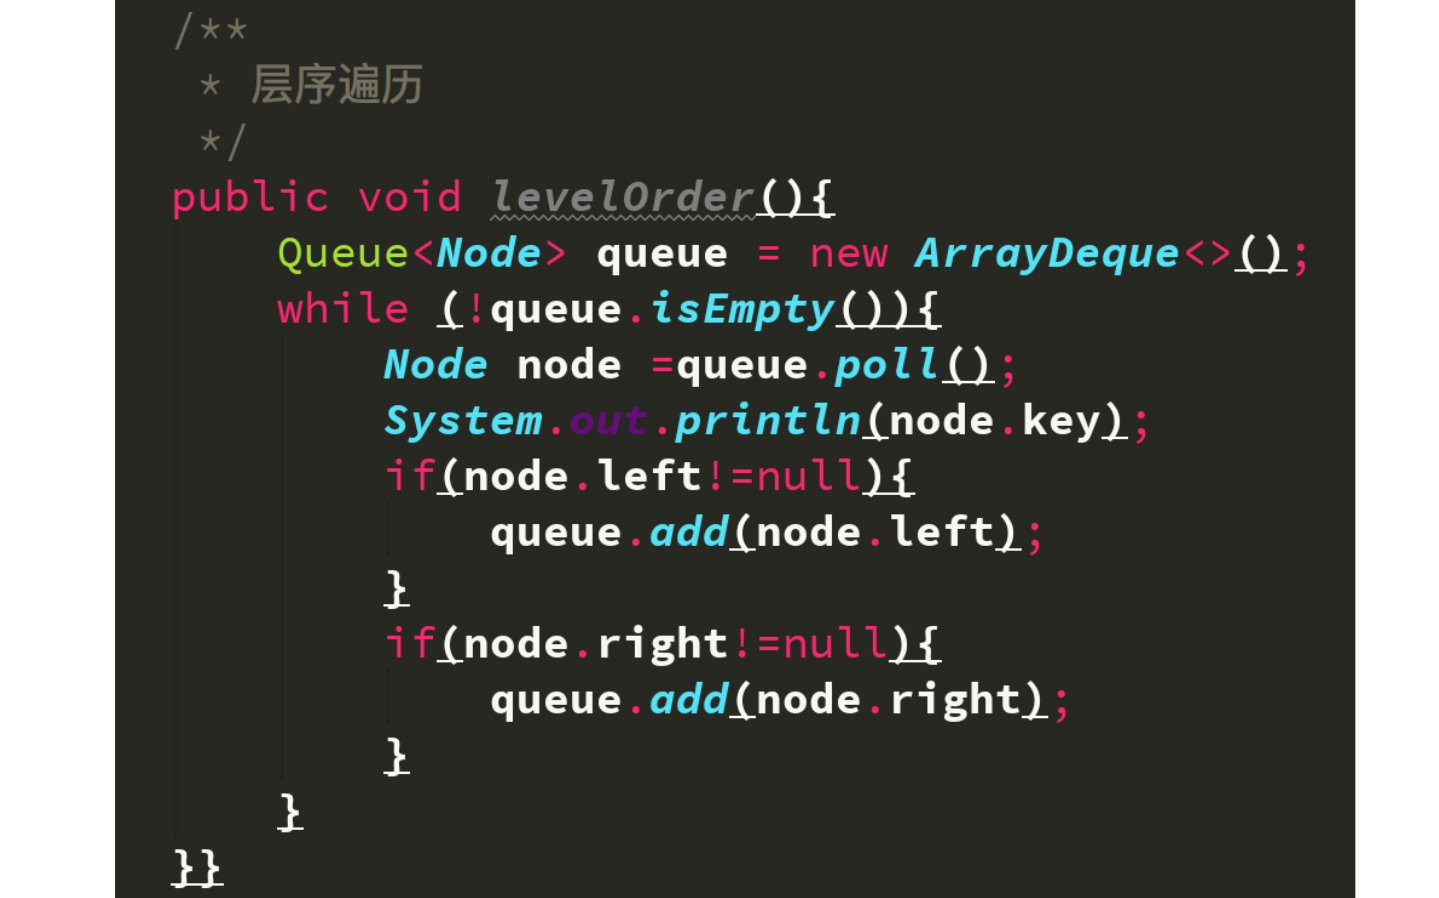 /**
 * 层序遍历
 */
public void levelOrder(){
    Queue<Node> queue = new ArrayDeque<>();
    while (!queue.isEmpty()){
        Node node =queue.poll();
        System.out.println(node.key);
        if(node.left!=null){
            queue.add(node.left);
        }
        if(node.right!=null){
            queue.add(node.right);
        }
    }
}}